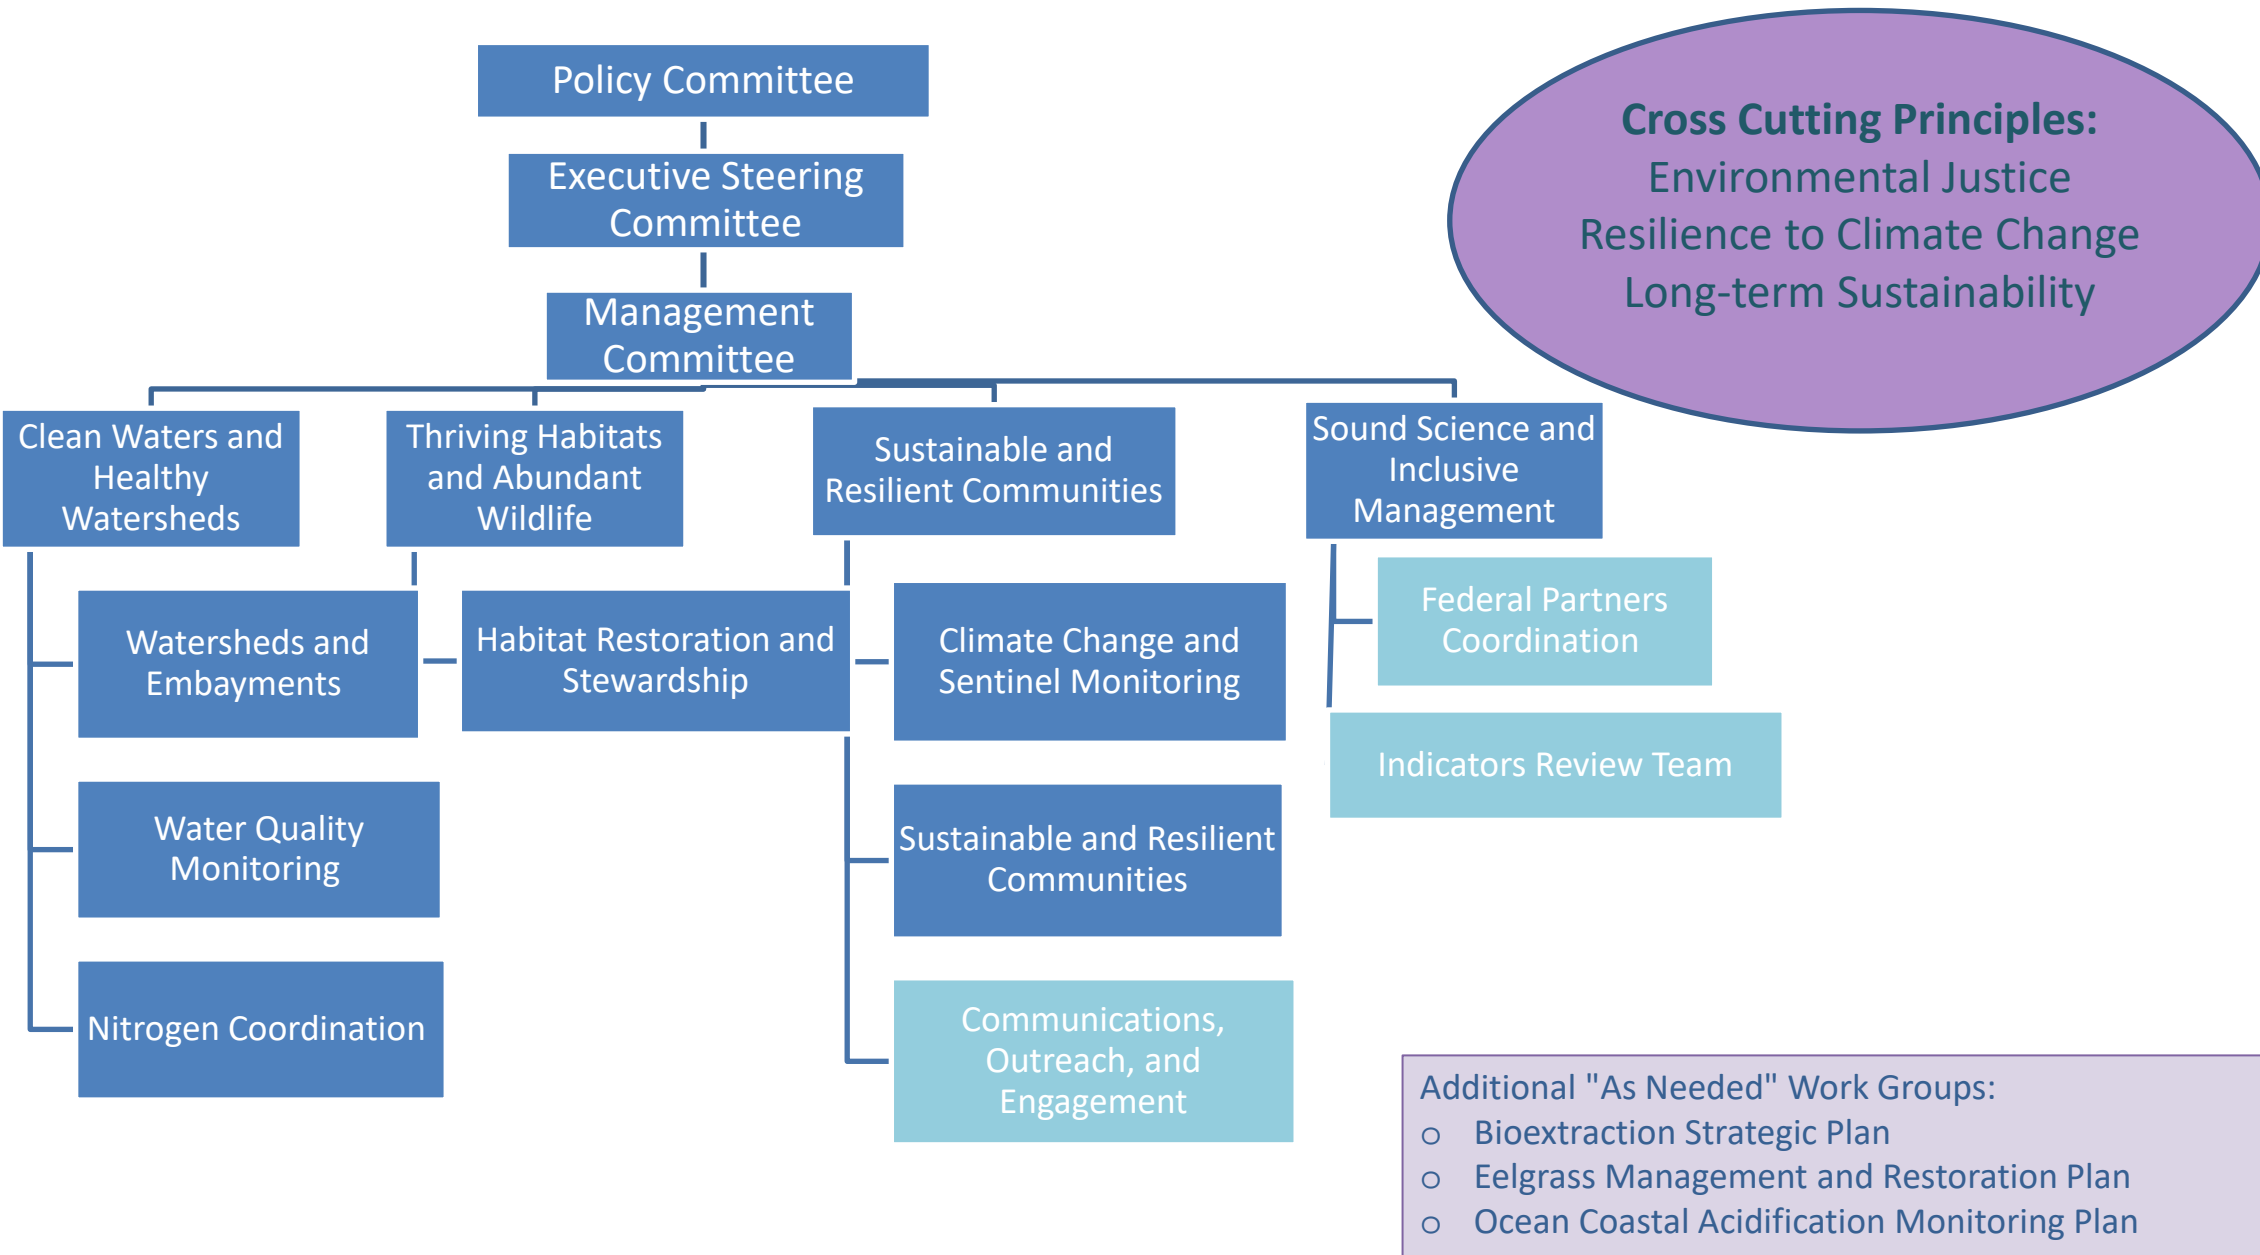 Policy Committee
Executive Steering
Committee
Management
Committee
Cross Cutting Principles:
Environmental Justice
Resilience to Climate Change
Long-term Sustainability
Clean Waters and
Healthy
Watersheds
Thriving Habitats
and Abundant
Wildlife
Sustainable and
Resilient Communities
Sound Science and
Inclusive
Management
Watersheds and
Embayments
Water Quality
Monitoring
Nitrogen Coordination
Habitat Restoration and
Stewardship
Climate Change and
Sentinel Monitoring
Sustainable and Resilient
Communities
Communications,
Outreach, and
Engagement
Federal Partners
Coordination
Indicators Review Team
Additional "As Needed" Work Groups:
o Bioextraction Strategic Plan
o Eelgrass Management and Restoration Plan
o Ocean Coastal Acidification Monitoring Plan